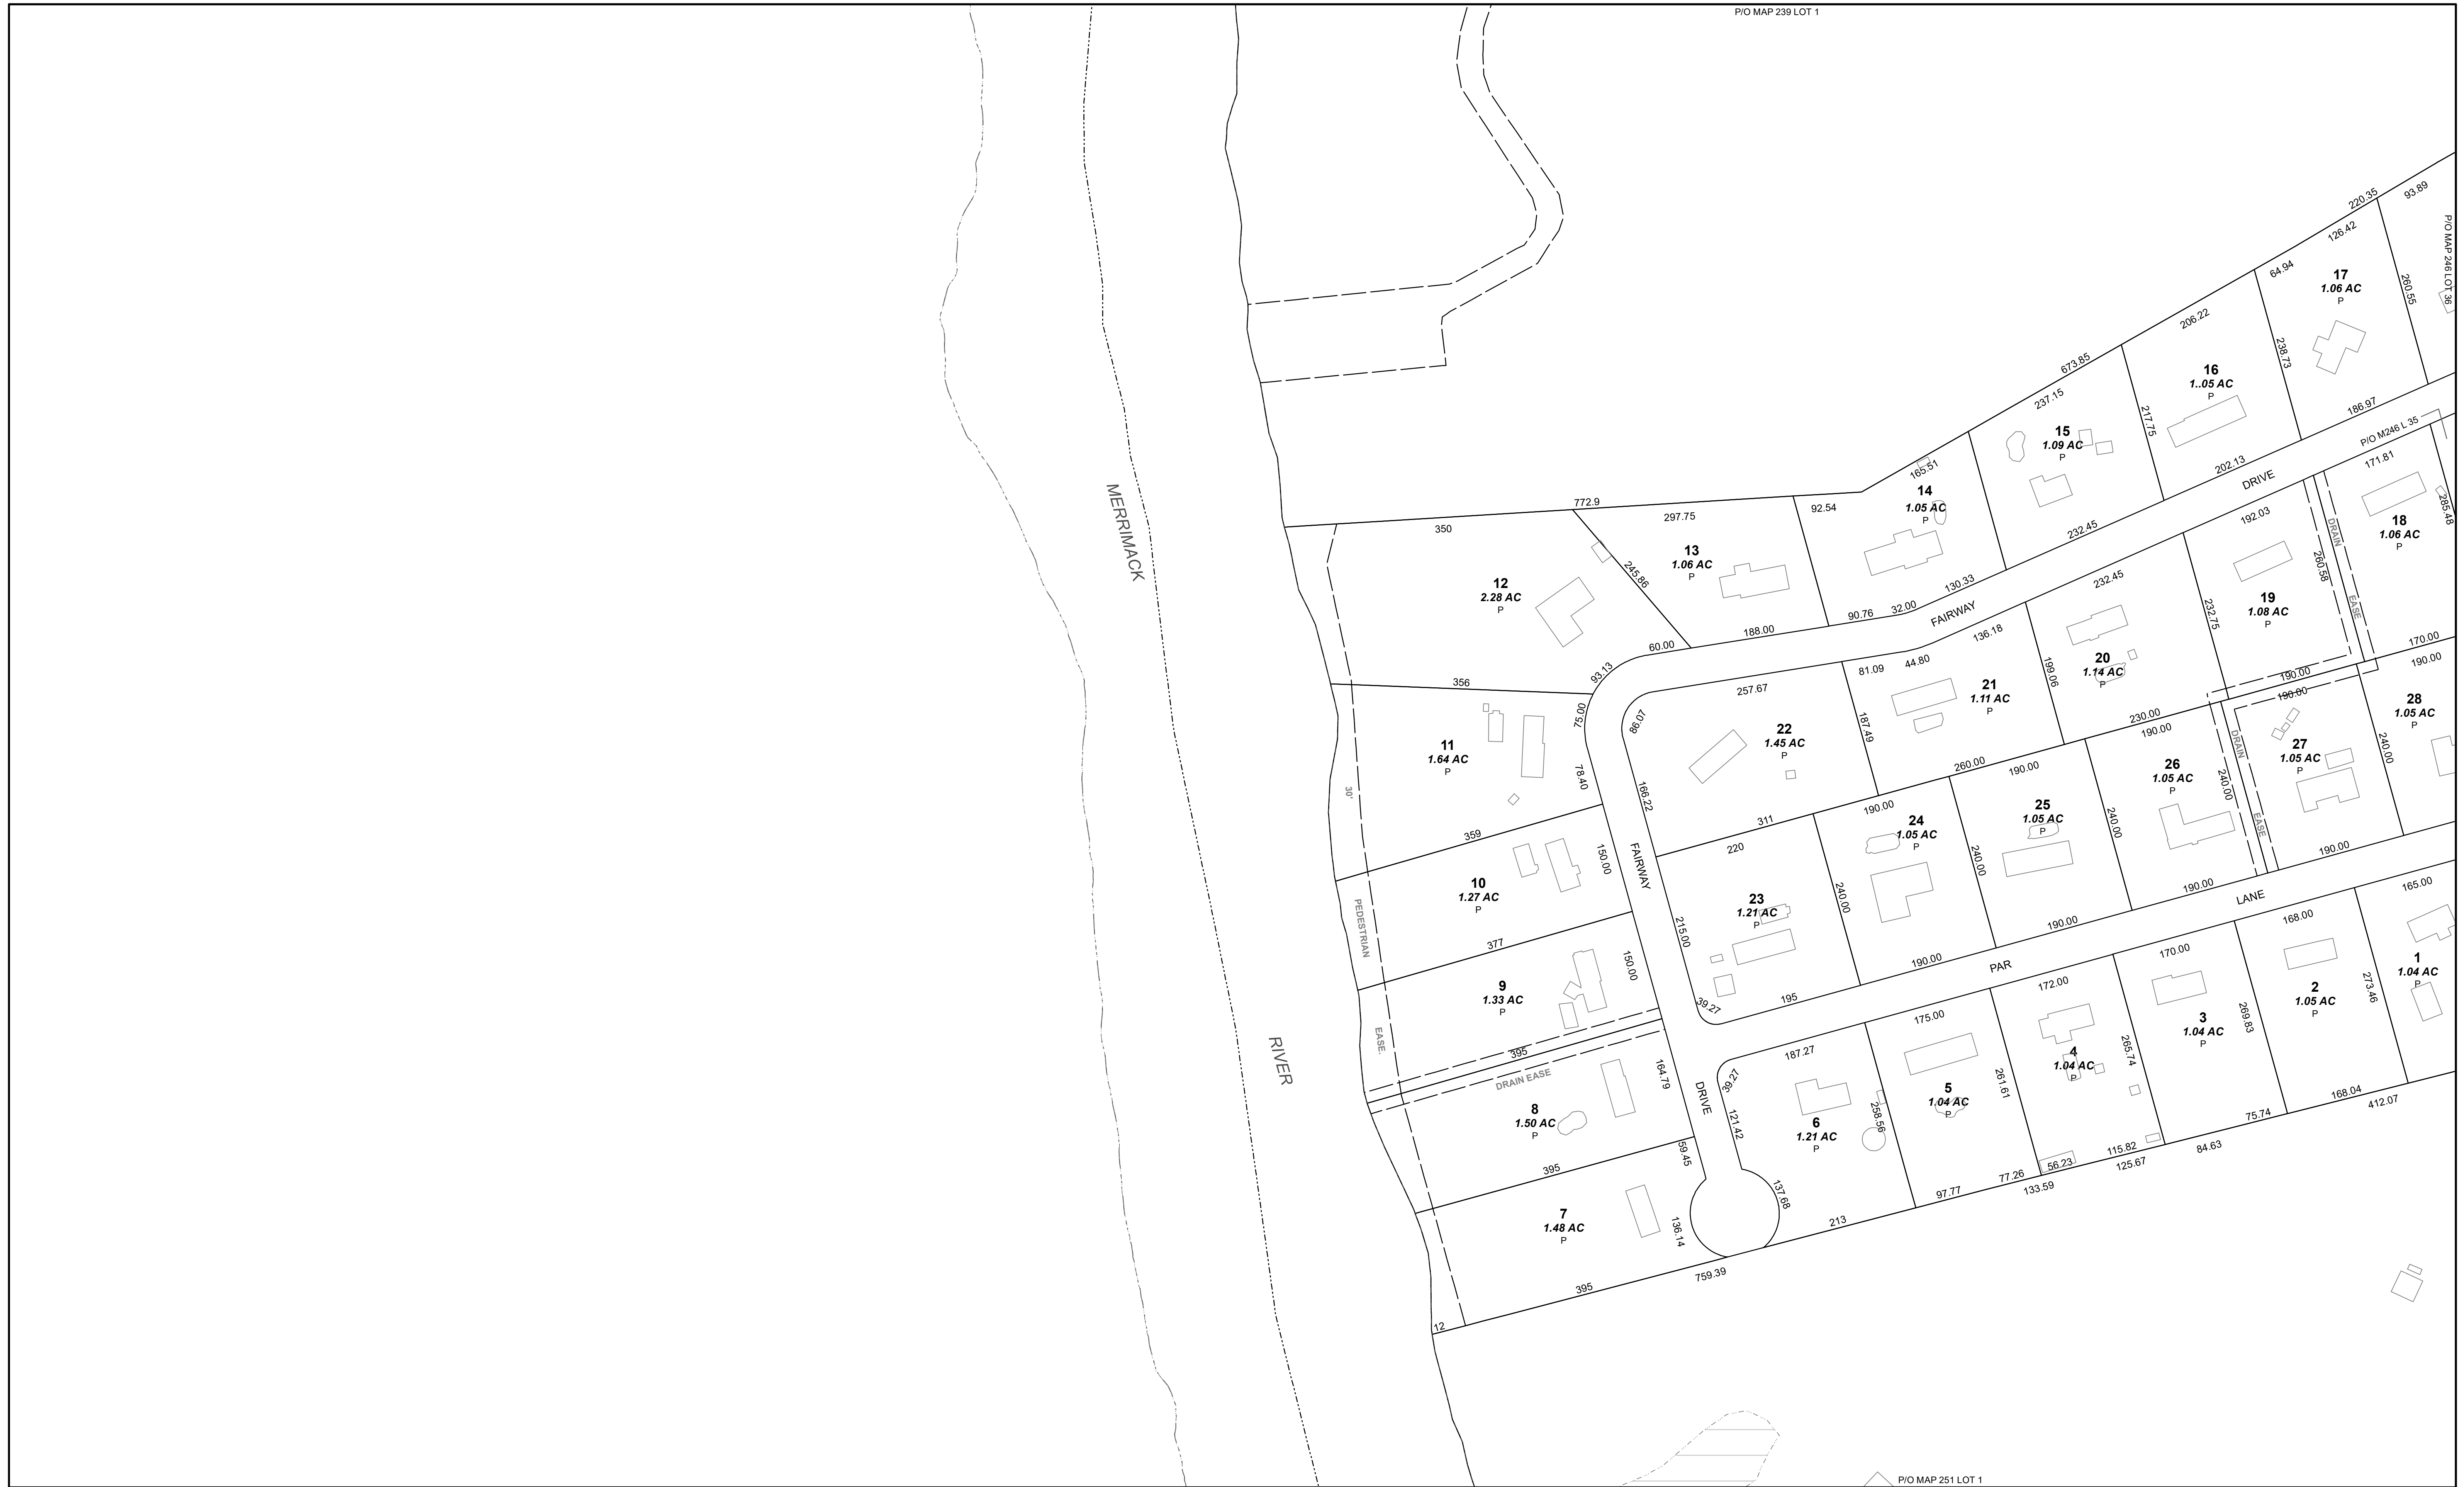 P/O MAP 239 LOT 1
220.35
93.89
126.42
P/O MAP 246 LOT 36
64.94
17
1.06 AC
P
260.55
206.22
238.73
673.85
16
1..05 AC
P
237.15
217.75
186.97
15
1.09 AC
P
P/O M246 L 35
202.13
171.81
DRIVE
165.51
14
1.05 AC
P
285.48
772.9
92.54
297.75
350
232.45
192.03
18
1.06 AC
P
DRAIN
260.58
EASE
MERRIMACK
13
1.06 AC
P
245.86
12
2.28 AC
P
130.33
32.00
90.76
FAIRWAY
232.45
19
1.08 AC
P
232.75
188.00
60.00
136.18
170.00
190.00
93.13
356
81.09
44.80
199.06
20
1.14 AC
P
190.00
190.00
257.67
21
1.11 AC
P
28
1.05 AC
P
75.00
86.07
187.49
230.00
190.00
22
1.45 AC
P
DRAIN
240.00
EASE
27
1.05 AC
P
240.00
11
1.64 AC
P
78.40
260.00
190.00
26
1.05 AC
P
30'
166.22
190.00
311
25
1.05 AC
P
240.00
24
1.05 AC
P
359
220
150.00
FAIRWAY
240.00
190.00
10
1.27 AC
P
23
1.21 AC
P
240.00
190.00
LANE
165.00
PEDESTRIAN
215.00
190.00
168.00
377
150.00
190.00
170.00
1
1.04 AC
P
PAR
9
1.33 AC
P
172.00
2
1.05 AC
P
273.46
39.27
195
3
1.04 AC
P
269.83
175.00
EASE.
RIVER
395
187.27
4
1.04 AC
P
265.74
DRAIN EASE
164.79
39.27
261.61
5
1.04 AC
P
DRIVE
8
1.50 AC
P
121.42
6
1.21 AC
P
258.56
168.04
412.07
75.74
84.63
59.45
115.82
125.67
56.23
77.26
133.59
395
137.68
97.77
7
1.48 AC
P
136.14
213
759.39
395
12
P/O MAP 251 LOT 1